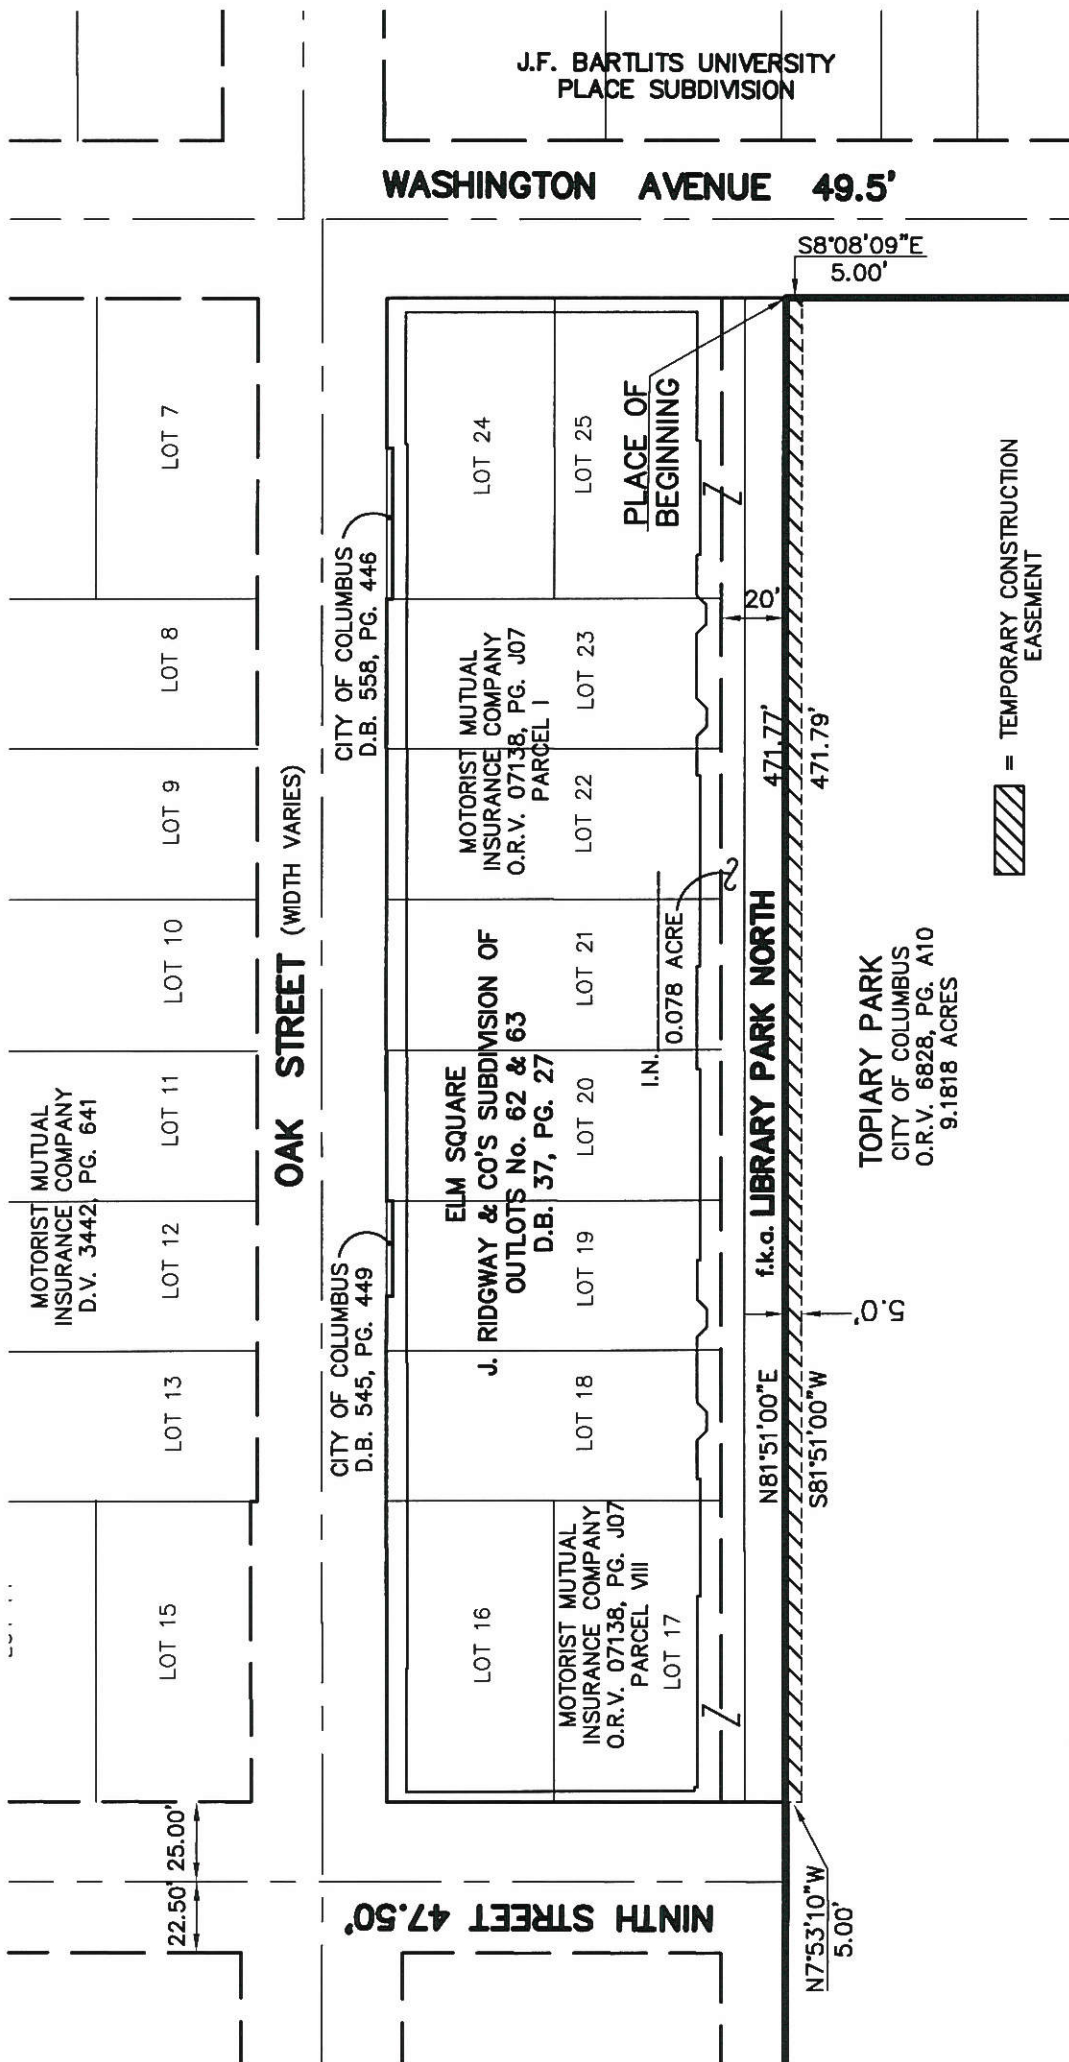 J.F. BARTLITS UNIVERSITY
PLACE SUBDIVISION
WASHINGTON AVENUE 49.5'
S8°08'09"E
5.00'
LOT 7
LOT 8
LOT 9
LOT 10
LOT 11
LOT 12
LOT 13
LOT 15
MOTORIST MUTUAL
INSURANCE COMPANY
D.V. 3442, PG. 641
OAK STREET (WIDTH VARIES)
CITY OF COLUMBUS
D.B. 558, PG. 446
CITY OF COLUMBUS
D.B. 545, PG. 449
LOT 24
LOT 25
PLACE OF
BEGINNING
MOTORIST MUTUAL
INSURANCE COMPANY
O.R.V. 07138, PG. J07
PARCEL I
LOT 23
LOT 22
LOT 21
LOT 20
LOT 19
LOT 18
ELM SQUARE
J. RIDGWAY & CO'S SUBDIVISION OF
OUTLOTS No. 62 & 63
D.B. 37, PG. 27
I.N.
0.078 ACRE
LOT 16
MOTORIST MUTUAL
INSURANCE COMPANY
O.R.V. 07138, PG. J07
PARCEL VIII
LOT 17
20'
f.k.a. LIBRARY PARK NORTH
N81°51'00"E
471.77'
S81°51'00"W
471.79'
5.0'
TOPIARY PARK
CITY OF COLUMBUS
O.R.V. 6828, PG. A10
9.1818 ACRES
= TEMPORARY CONSTRUCTION
EASEMENT
22.50'
25.00'
NINTH STREET 47.50'
N7°53'10"W
5.00'